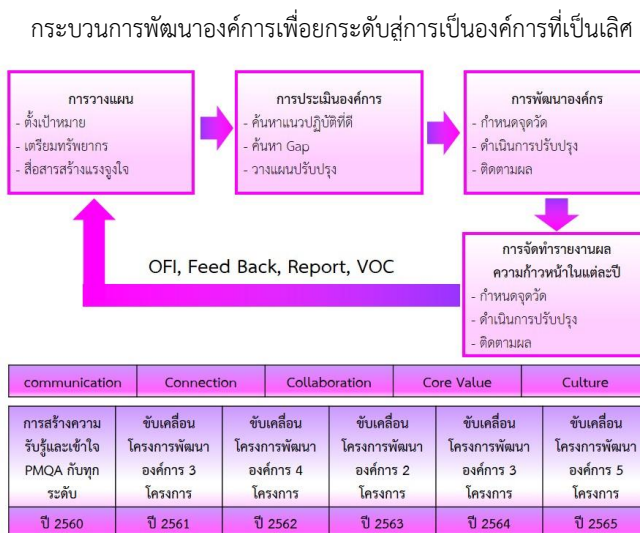 กระบวนการพัฒนาองค์การเพื่อยกระดับสู่การเป็นองค์การที่เป็นเลิศ
การวางแผน
- ตั้งเป้าหมาย
- เตรียมทรัพยากร
- สื่อสารสร้างแรงจูงใจ
การประเมินองค์การ
- ค้นหาแนวปฏิบัติที่ดี
- ค้นหา Gap
- วางแผนปรับปรุง
การพัฒนาองค์กร
- กำหนดจุดวัด
- ดำเนินการปรับปรุง
- ติดตามผล
การจัดทำรายงานผล
ความก้าวหน้าในแต่ละปี
- กำหนดจุดวัด
- ดำเนินการปรับปรุง
- ติดตามผล
OFI, Feed Back, Report, VOC
communication
Connection
Collaboration
Core Value
Culture
การสร้างความ
รับรู้และเข้าใจ
PMQA กับทุก
ระดับ
ขับเคลื่อน
โครงการพัฒนา
องค์การ 3
โครงการ
ขับเคลื่อน
โครงการพัฒนา
องค์การ 4
โครงการ
ขับเคลื่อน
โครงการพัฒนา
องค์การ 2
โครงการ
ขับเคลื่อน
โครงการพัฒนา
องค์การ 3
โครงการ
ขับเคลื่อน
โครงการพัฒนา
องค์การ 5
โครงการ
ปี 2560
ปี 2561
ปี 2562
ปี 2563
ปี 2564
ปี 2565